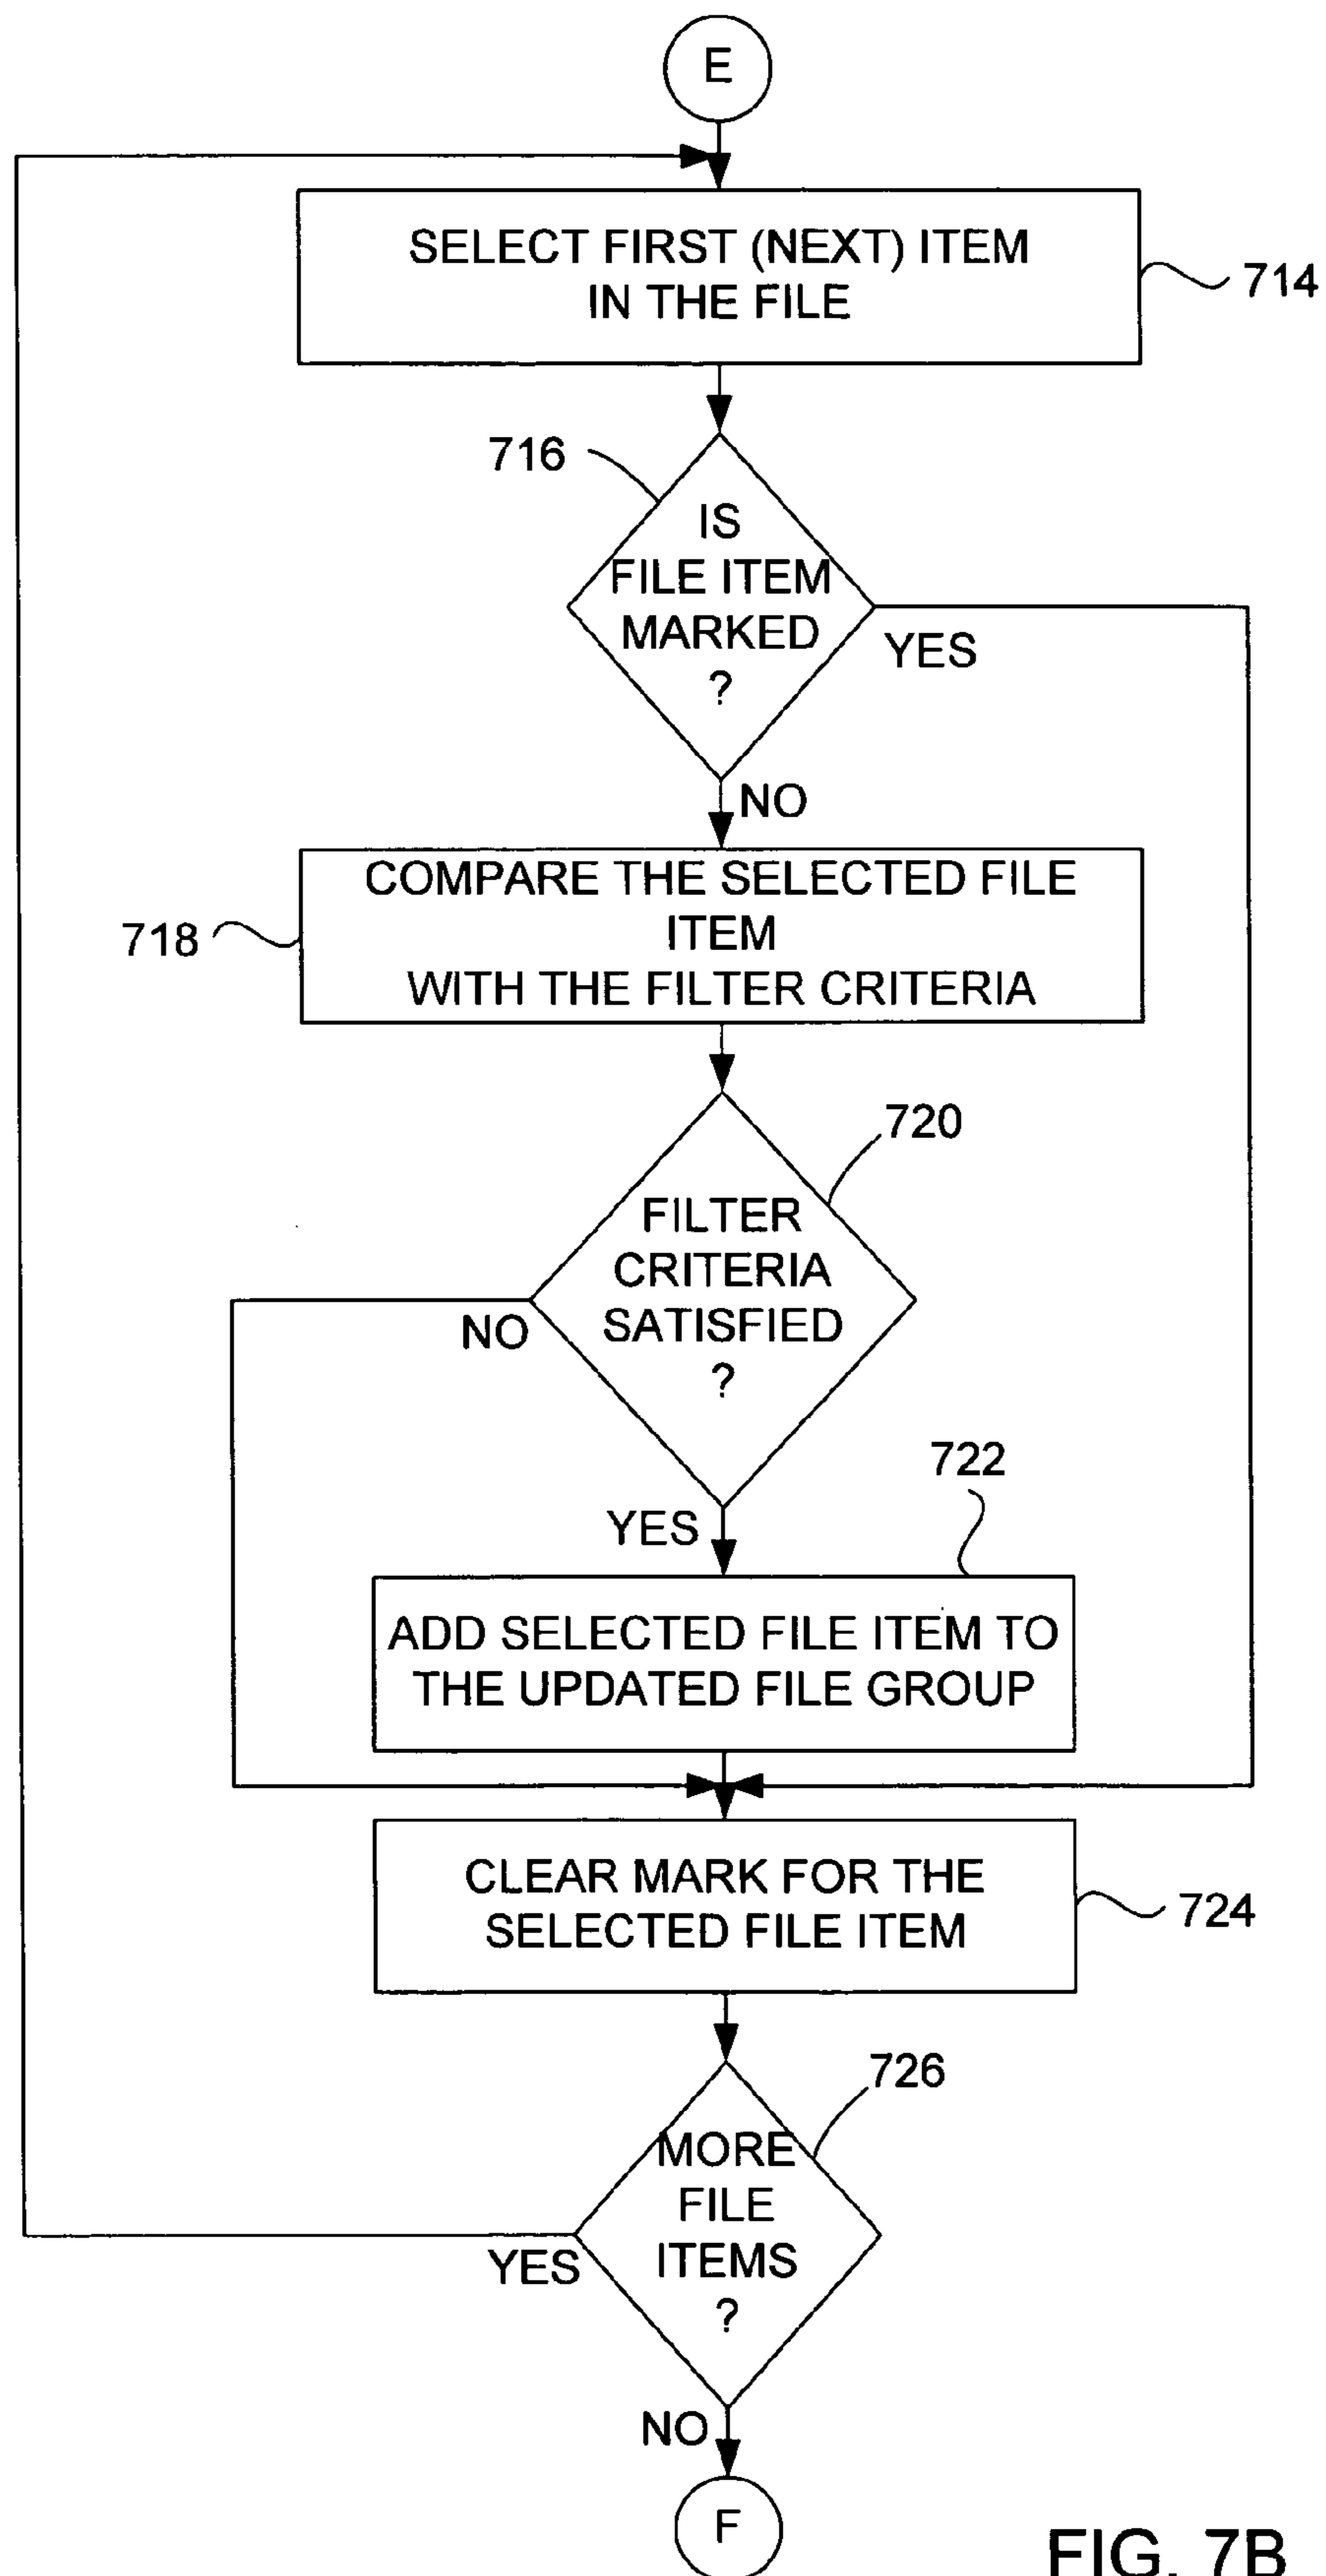 E
SELECT FIRST (NEXT) ITEM
IN THE FILE
714
716
IS
FILE ITEM
MARKED
?
YES
NO
COMPARE THE SELECTED FILE
ITEM
WITH THE FILTER CRITERIA
718
720
FILTER
CRITERIA
SATISFIED
?
NO
YES
722
ADD SELECTED FILE ITEM TO
THE UPDATED FILE GROUP
CLEAR MARK FOR THE
SELECTED FILE ITEM
724
726
MORE
FILE
ITEMS
?
YES
NO
F
FIG. 7B